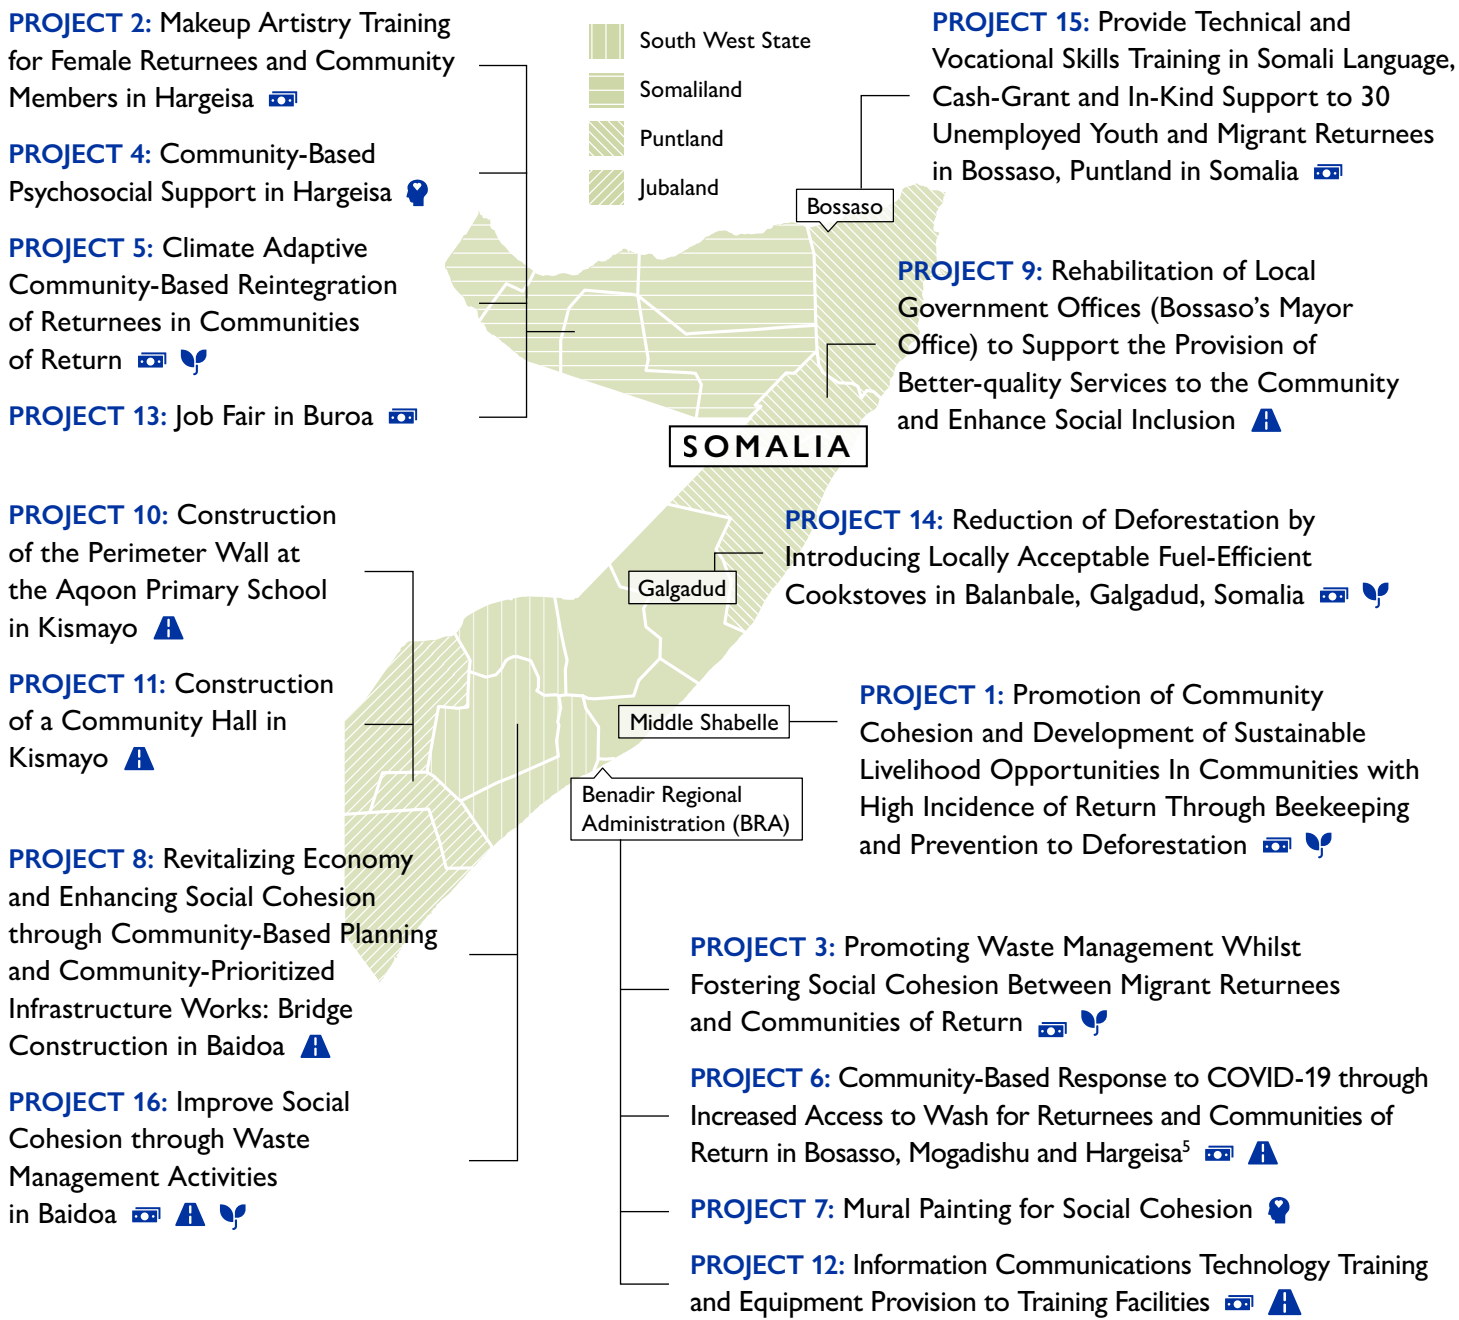 PROJECT 2: Makeup Artistry Training
for Female Returnees and Community
Members in Hargeisa
PROJECT 4: Community-Based
Psychosocial Support in Hargeisa
PROJECT 5: Climate Adaptive
Community-Based Reintegration
of Returnees in Communities
of Return
PROJECT 13: Job Fair in Buroa
South West State
Somaliland
Puntland
Jubaland
PROJECT 15: Provide Technical and
Vocational Skills Training in Somali Language,
Cash-Grant and In-Kind Support to 30
Unemployed Youth and Migrant Returnees
in Bossaso, Puntland in Somalia
Bossaso
PROJECT 9: Rehabilitation of Local
Government Offices (Bossaso's Mayor
Office) to Support the Provision of
Better-quality Services to the Community
and Enhance Social Inclusion
SOMALIA
PROJECT 10: Construction
of the Perimeter Wall at
the Aqoon Primary School
in Kismayo
PROJECT 11: Construction
of a Community Hall in
Kismayo
PROJECT 14: Reduction of Deforestation by
Introducing Locally Acceptable Fuel-Efficient
Cookstoves in Balanbale, Galgadud, Somalia
Galgadud
Middle Shabelle
PROJECT 1: Promotion of Community
Cohesion and Development of Sustainable
Livelihood Opportunities In Communities with
High Incidence of Return Through Beekeeping
and Prevention to Deforestation
Benadir Regional
Administration (BRA)
PROJECT 8: Revitalizing Economy
and Enhancing Social Cohesion
through Community-Based Planning
and Community-Prioritized
Infrastructure Works: Bridge
Construction in Baidoa
PROJECT 16: Improve Social
Cohesion through Waste
Management Activities
in Baidoa
PROJECT 3: Promoting Waste Management Whilst
Fostering Social Cohesion Between Migrant Returnees
and Communities of Return
PROJECT 6: Community-Based Response to COVID-19 through
Increased Access to Wash for Returnees and Communities of
Return in Bosasso, Mogadishu and Hargeisa⁵
PROJECT 7: Mural Painting for Social Cohesion
PROJECT 12: Information Communications Technology Training
and Equipment Provision to Training Facilities